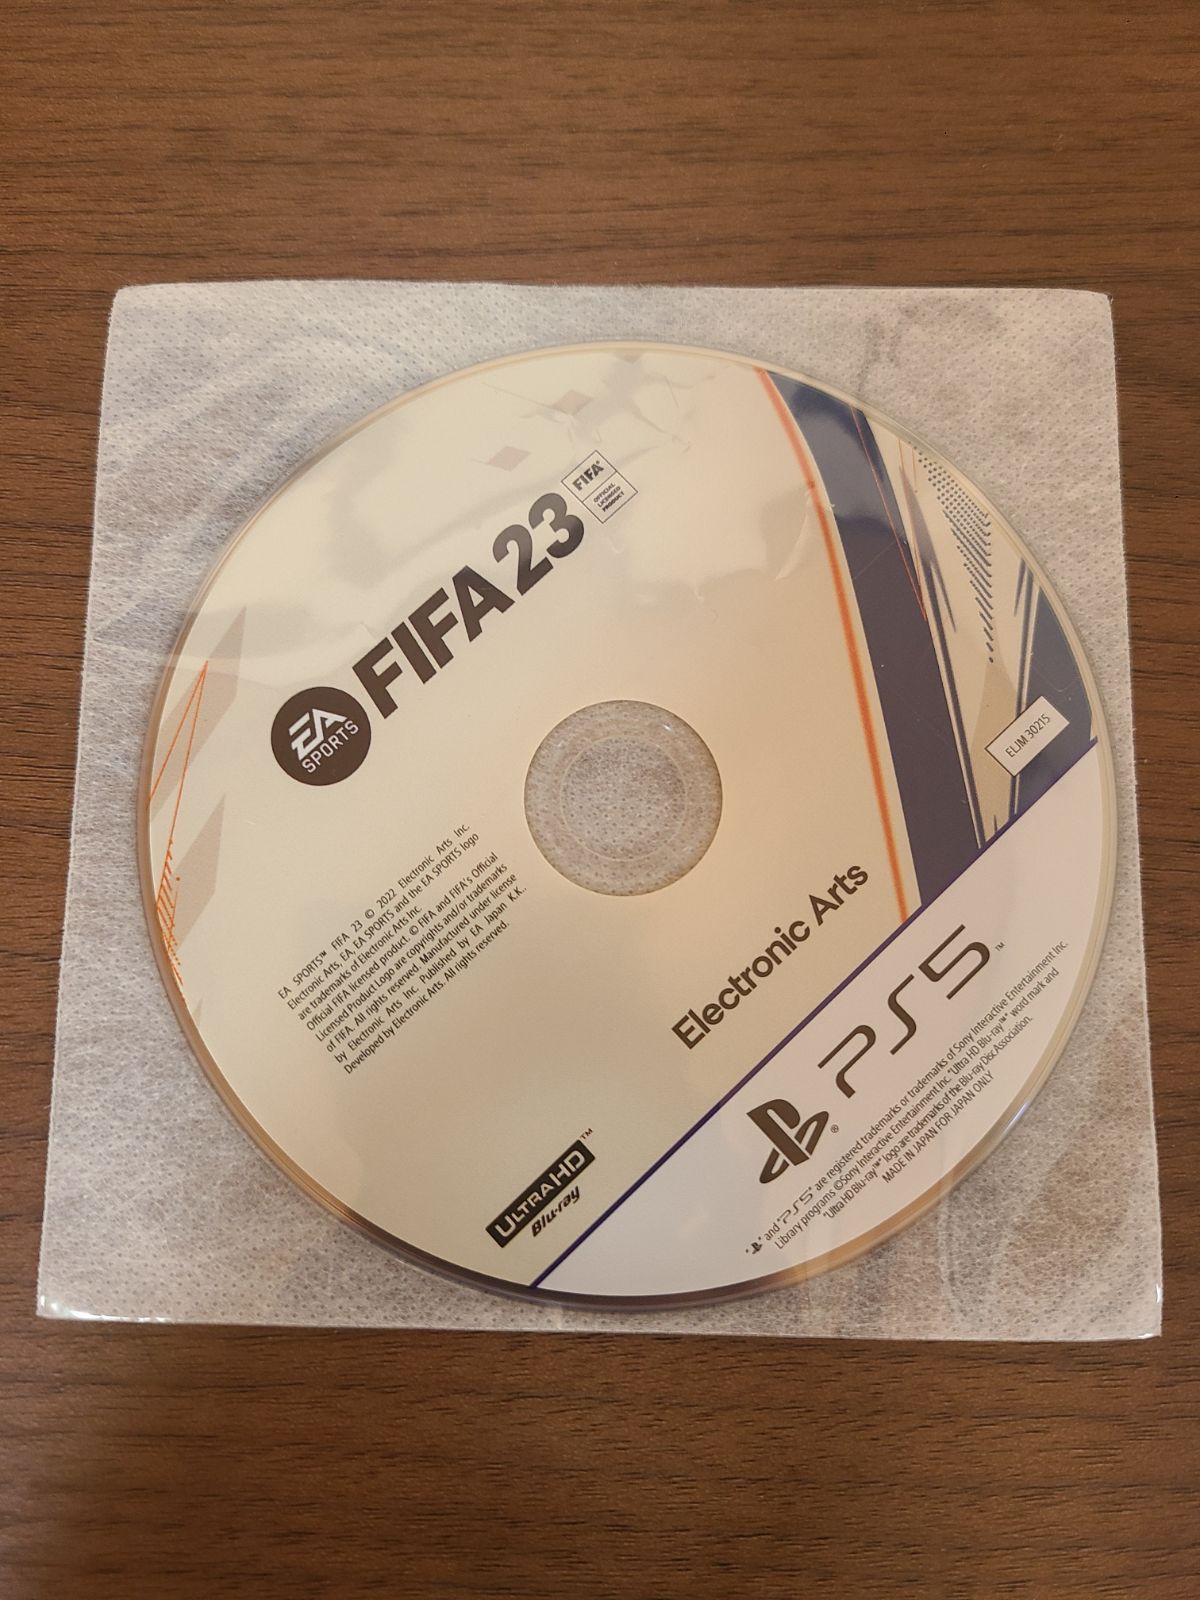 FIFA
OFFICIAL
LICENSED
PRODUCT
EA
SPORTS
FIFA 23
ELJM 30215
EA SPORTS™ FIFA 23 © 2022 Electronic Arts Inc.
Electronic Arts, EA, EA SPORTS and the EA SPORTS logo
are trademarks of Electronic Arts Inc.
Official FIFA licensed product. © FIFA and FIFA's Official
Licensed Product Logo are copyrights and/or trademarks
of FIFA. All rights reserved. Manufactured under license
by Electronic Arts Inc. Published by EA Japan K.K..
Developed by Electronic Arts. All rights reserved.
Electronic Arts
PS5™
ULTRA HD™
Blu-ray
and "PS5" are registered trademarks or trademarks of Sony Interactive Entertainment Inc.
Library programs ©Sony Interactive Entertainment Inc. "Ultra HD Blu-ray™" word mark and
"Ultra HD Blu-ray™" logo are trademarks of the Blu-ray Disc Association.
MADE IN JAPAN FOR JAPAN ONLY